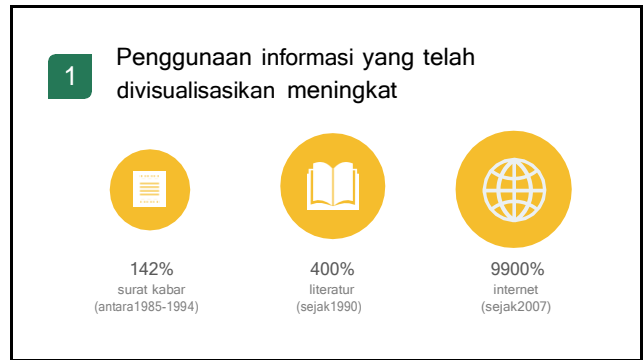 1
Penggunaan informasi yang telah
divisualisasikan meningkat
142%
surat kabar
(antara1985-1994)
400%
literatur
(sejak1990)
9900%
internet
(sejak2007)